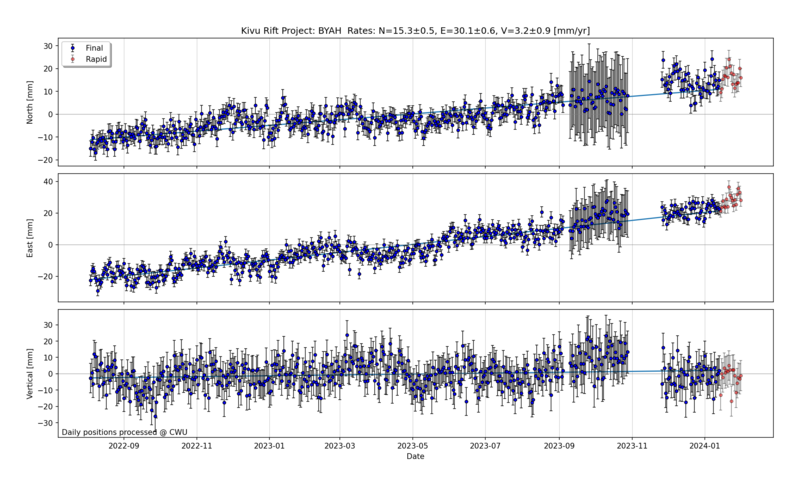 Kivu Rift Project: BYAH  Rates: N=15.3±0.5, E=30.1±0.6, V=3.2±0.9 [mm/yr]
Final
Rapid
North [mm]
30
20
10
0
−10
−20
East [mm]
40
20
0
−20
Vertical [mm]
30
20
10
0
−10
−20
−30
Daily positions processed @ CWU
2022-09 2022-11 2023-01 2023-03 2023-05 2023-07 2023-09 2023-11 2024-01
Date